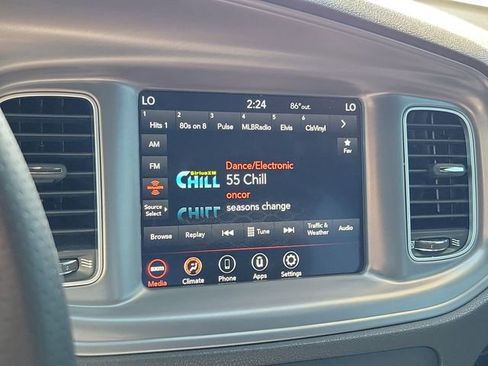 LO 2:24 86°out. LO
1 2 3 4 5 6
Hits 1 80s on 8 Pulse MLBRadio Elvis ClsVinyl
AM
Fav
FM
Dance/Electronic
SiriusXM
CHILL
55 Chill
oncor
Source
Select
CHILL
seasons change
Browse Replay Tune Traffic &
Weather Audio
Media Climate Phone Apps Settings